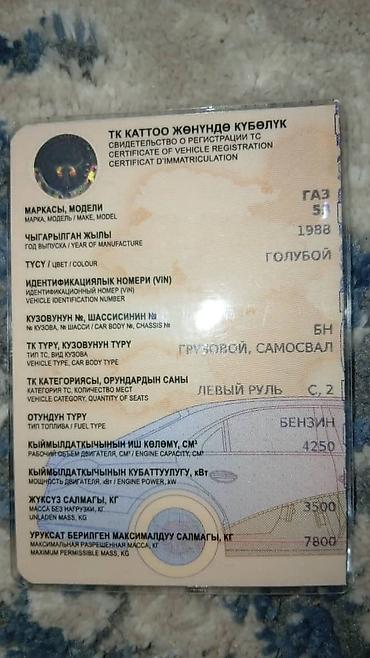 ТК КАТТОО ЖӨНҮНДӨ КҮБӨЛҮК
СВИДЕТЕЛЬСТВО О РЕГИСТРАЦИИ ТС
CERTIFICATE OF VEHICLE REGISTRATION
CERTIFICAT D'IMMATRICULATION
МАРКАСЫ, МОДЕЛИ
МАРКА, МОДЕЛЬ / MAKE, MODEL
ГАЗ
ЧЫГАРЫЛГАН ЖЫЛЫ
ГОД ВЫПУСКА / YEAR OF MANUFACTURE
1988
ТҮСҮ / ЦВЕТ / COLOUR
ГОЛУБОЙ
ИДЕНТИФИКАЦИЯЛЫК НОМЕРИ (VIN)
ИДЕНТИФИКАЦИОННЫЙ НОМЕР (VIN)
VEHICLE IDENTIFICATION NUMBER
КУЗОВУНУН №, ШАССИСИНИН №
№ КУЗОВА, № ШАССИ / CAR BODY №, CHASSIS №
БН
ТК ТҮРҮ, КУЗОВУНУН ТҮРҮ
ТИП ТС, ВИД КУЗОВА
VEHICLE TYPE, CAR BODY TYPE
ГРУЗОВОЙ, САМОСВАЛ
ТК КАТЕГОРИЯСЫ, ОРУНДАРДЫН САНЫ
КАТЕГОРИЯ ТС, КОЛИЧЕСТВО МЕСТ
VEHICLE CATEGORY, QUANTITY OF SEATS
ЛЕВЫЙ РУЛЬ С, 2
ОТУНДУН ТҮРҮ
ТИП ТОПЛИВА / FUEL TYPE
БЕНЗИН
КЫЙМЫЛДАТКЫЧЫНЫН ИШ КӨЛӨМҮ, СМ³
РАБОЧИЙ ОБЪЕМ ДВИГАТЕЛЯ, СМ³ / ENGINE CAPACITY, CM³
4250
КЫЙМЫЛДАТКЫЧЫНЫН КУБАТТУУЛУГУ, кВт
МОЩНОСТЬ ДВИГАТЕЛЯ, кВт / ENGINE POWER, kW
ЖҮКСҮЗ САЛМАГЫ, КГ
МАССА БЕЗ НАГРУЗКИ, КГ
UNLADEN MASS, KG
3500
УРУКСАТ БЕРИЛГЕН МАКСИМАЛДУУ САЛМАГЫ, КГ
МАКСИМАЛЬНАЯ РАЗРЕШЕННАЯ МАССА, КГ
MAXIMUM PERMISSIBLE MASS, KG
7800